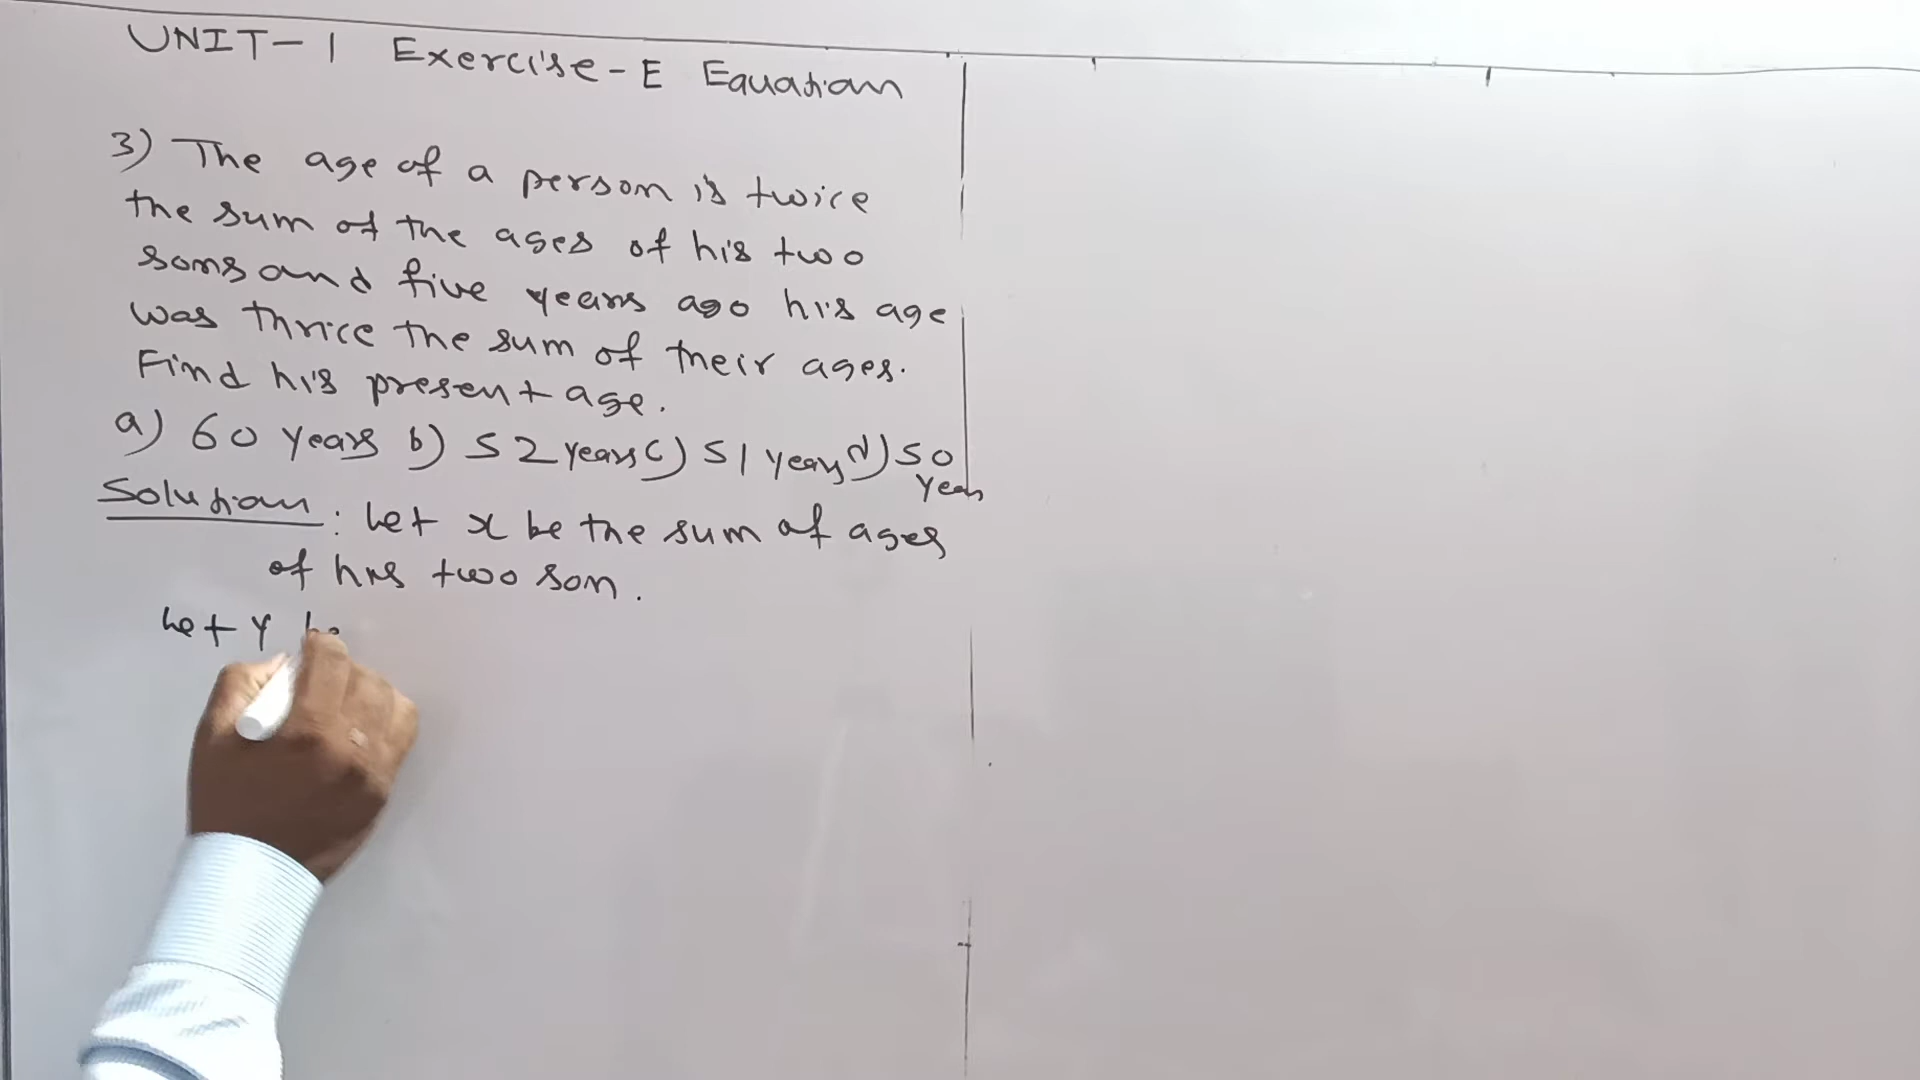 UNIT-1 Exercise-E Equation
3) The age of a person is twice
the sum of the ages of his two
sons and five years ago his age
was thrice the sum of their ages.
Find his present age.
a) 60 years b) 52 years c) 51 years d) 50
years
Solution: Let x be the sum of ages
of his two son.
Let y be